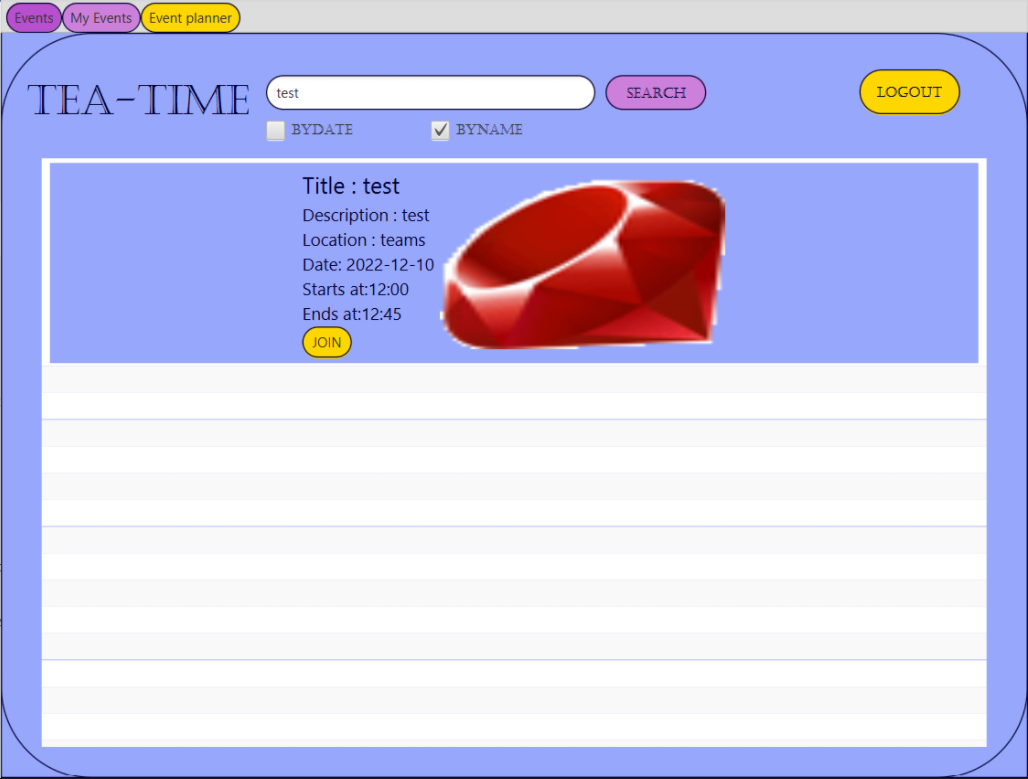 Events My Events Event planner
TEA-TIME
test
SEARCH
LOGOUT
BYDATE
BYNAME
Title : test
Description : test
Location : teams
Date: 2022-12-10
Starts at:12:00
Ends at:12:45
JOIN